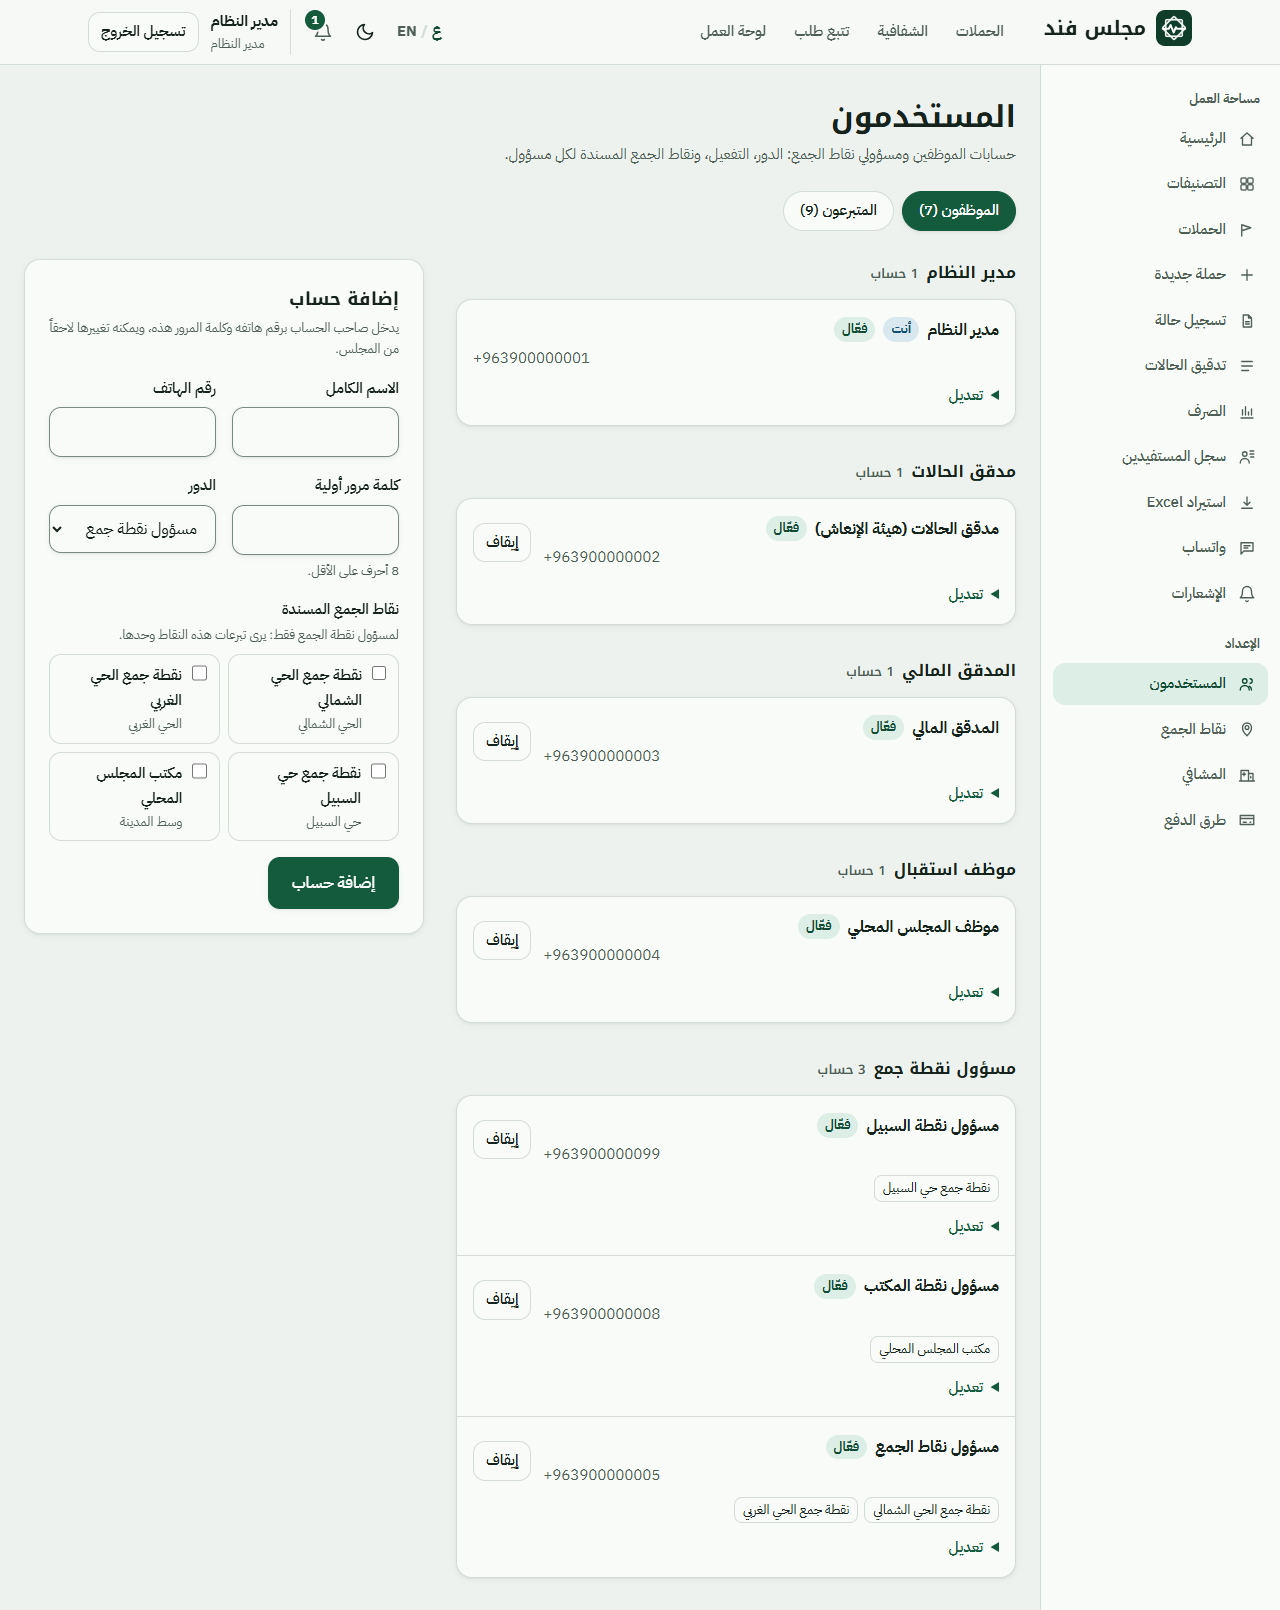 مجلس فند
الحملات
الشفافية
تتبع طلب
لوحة العمل
ع / EN
1
مدير النظام
مدير النظام
تسجيل الخروج
مساحة العمل
الرئيسية
التصنيفات
الحملات
حملة جديدة
تسجيل حالة
تدقيق الحالات
الصرف
سجل المستفيدين
استيراد Excel
واتساب
الإشعارات
الإعداد
المستخدمون
نقاط الجمع
المشافي
طرق الدفع
المستخدمون
حسابات الموظفين ومسؤولي نقاط الجمع: الدور، التفعيل، ونقاط الجمع المسندة لكل مسؤول.
الموظفون (7)
المتبرعون (9)
مدير النظام 1 حساب
مدير النظام أنت فعّال
+963900000001
تعديل
مدقق الحالات 1 حساب
مدقق الحالات (هيئة الإنعاش) فعّال
+963900000002
إيقاف
تعديل
المدقق المالي 1 حساب
المدقق المالي فعّال
+963900000003
إيقاف
تعديل
موظف استقبال 1 حساب
موظف المجلس المحلي فعّال
+963900000004
إيقاف
تعديل
مسؤول نقطة جمع 3 حساب
مسؤول نقطة السبيل فعّال
+963900000099
إيقاف
نقطة جمع حي السبيل
تعديل
مسؤول نقطة المكتب فعّال
+963900000008
إيقاف
مكتب المجلس المحلي
تعديل
مسؤول نقاط الجمع فعّال
+963900000005
إيقاف
نقطة جمع الحي الشمالي
نقطة جمع الحي الغربي
تعديل
إضافة حساب
يدخل صاحب الحساب برقم هاتفه وكلمة المرور هذه، ويمكنه تغييرها لاحقاً
من المجلس.
الاسم الكامل
رقم الهاتف
كلمة مرور أولية
الدور
مسؤول نقطة جمع
8 أحرف على الأقل.
نقاط الجمع المسندة
لمسؤول نقطة الجمع فقط: يرى تبرعات هذه النقاط وحدها.
نقطة جمع الحي
الشمالي
الحي الشمالي
نقطة جمع الحي
الغربي
الحي الغربي
نقطة جمع حي
السبيل
حي السبيل
مكتب المجلس
المحلي
وسط المدينة
إضافة حساب